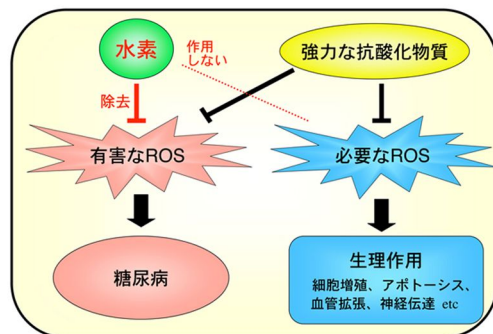 水素
作用
しない
強力な抗酸化物質
除去
有害なROS
必要なROS
糖尿病
生理作用
細胞増殖、アポトーシス、
血管拡張、神経伝達 etc